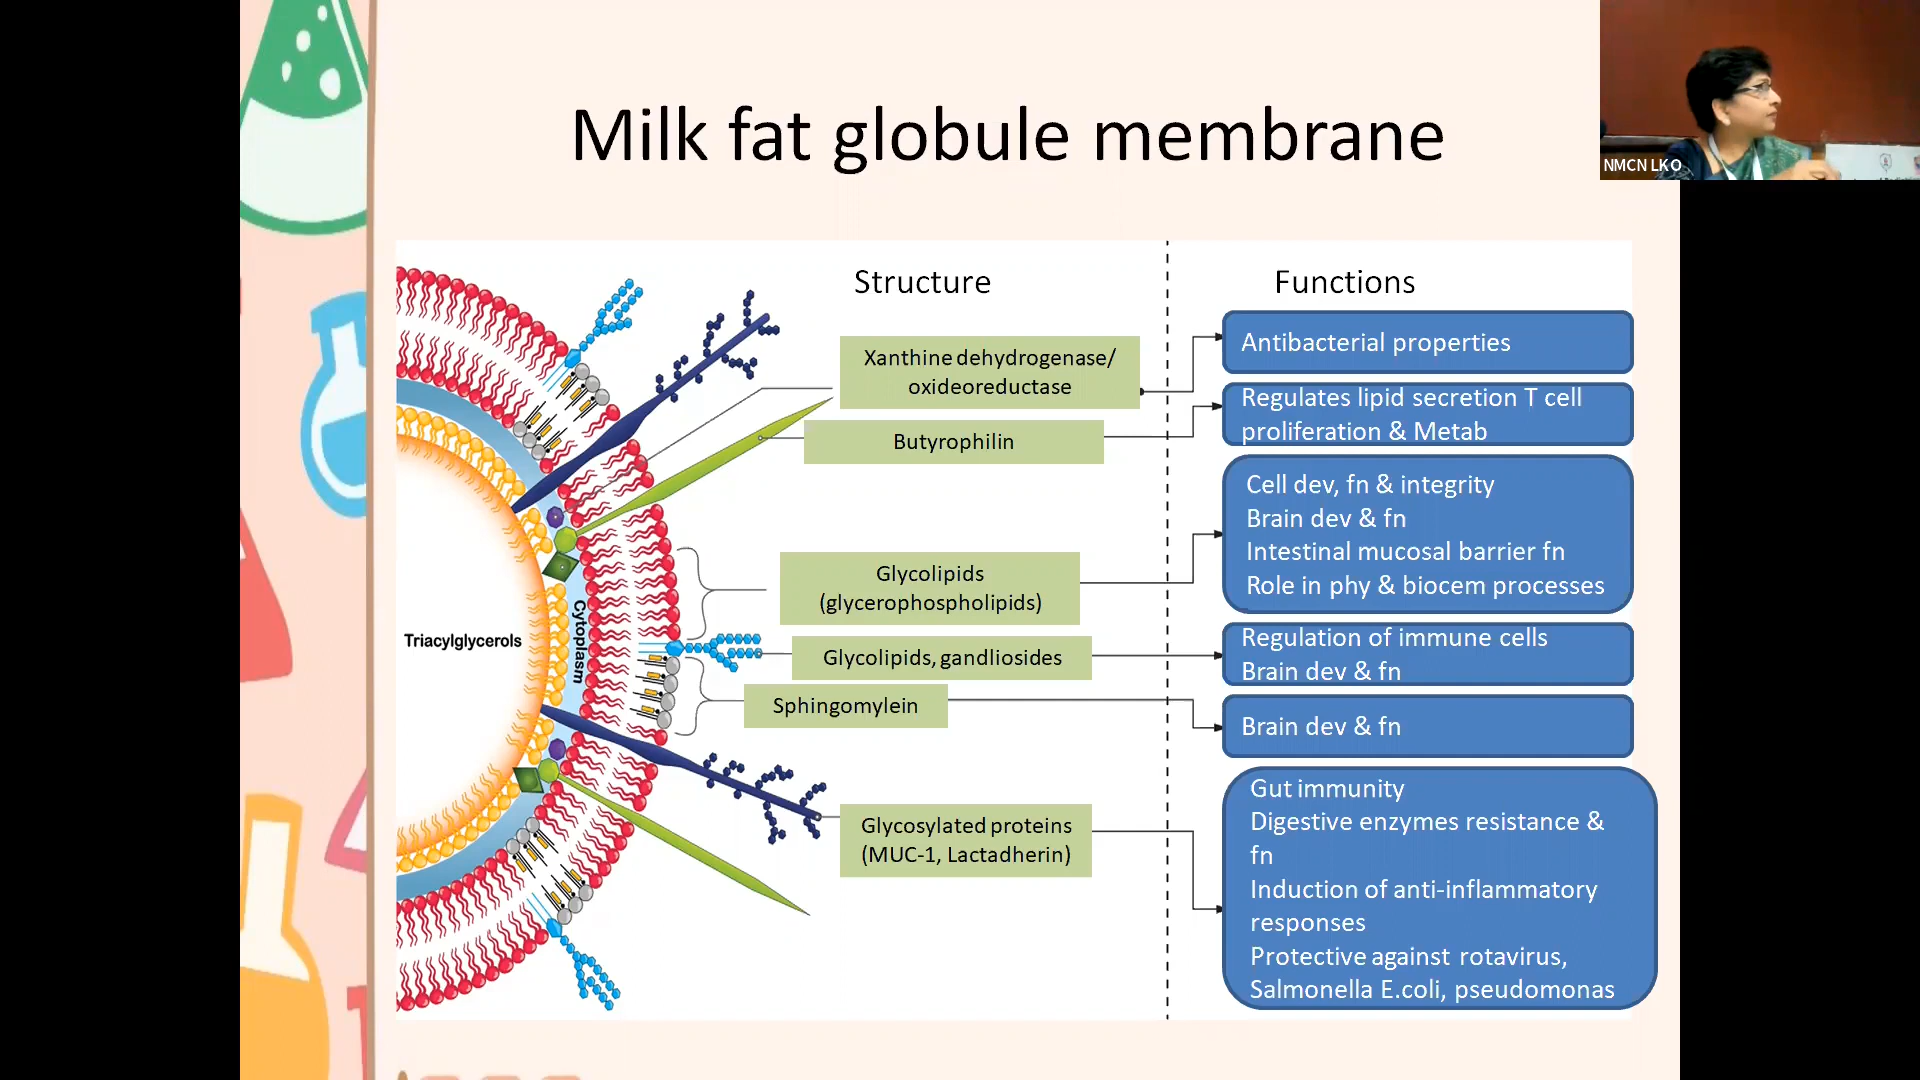 Milk fat globule membrane
NMCN LKO
Structure
Functions
Xanthine dehydrogenase/
oxideoreductase
Antibacterial properties
Butyrophilin
Regulates lipid secretion T cell
proliferation & Metab
Glycolipids
(glycerophospholipids)
Cell dev, fn & integrity
Brain dev & fn
Intestinal mucosal barrier fn
Role in phy & biocem processes
Triacylglycerols
Cytoplasm
Glycolipids, gandliosides
Regulation of immune cells
Brain dev & fn
Sphingomylein
Brain dev & fn
Glycosylated proteins
(MUC-1, Lactadherin)
Gut immunity
Digestive enzymes resistance &
fn
Induction of anti-inflammatory
responses
Protective against rotavirus,
Salmonella E.coli, pseudomonas